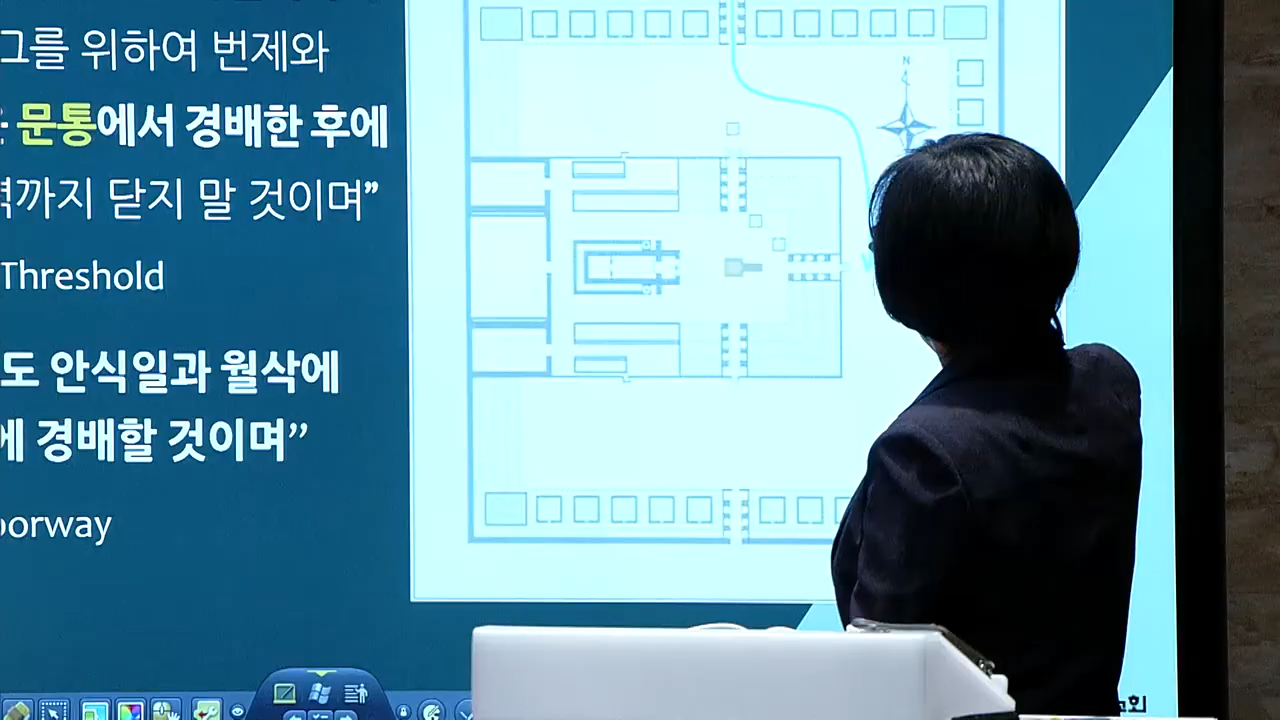 그를 위하여 번제와
문통에서 경배한 후에
까지 닫지 말 것이며”
Threshold
도 안식일과 월삭에
에 경배할 것이며”
oorway
N
회